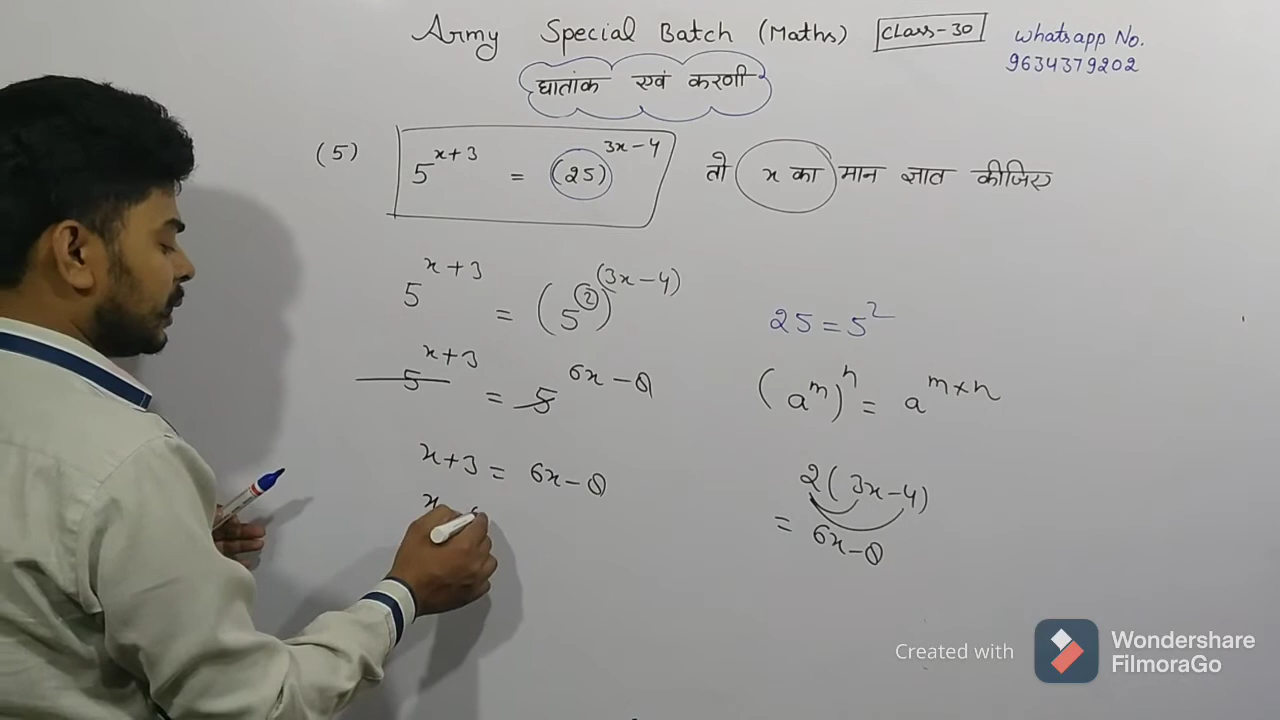 Army Special Batch (Maths) Class-30
whatsapp No.
9634379202
घातांक एवं करणी
(5) 5^{x+3} = (25)^{3x-4} तो x का मान ज्ञात कीजिए
5^{x+3} = (5^2)^{(3x-4)}
25 = 5^2
5^{x+3} = 5^{6x-8}
(a^m)^n = a^{m×n}
x+3 = 6x-8
2(3x-4)
= 6x-8
x
Created with
Wondershare
FilmoraGo